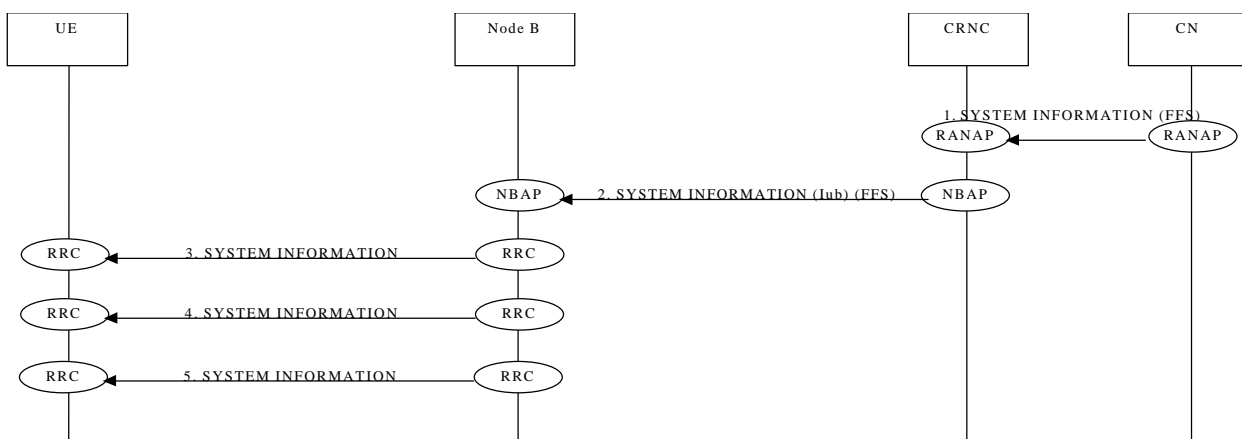 UE Node B CRNC CN
1. SYSTEM INFORMATION (FFS)
RANAP RANAP
NBAP 2. SYSTEM INFORMATION (Iub) (FFS) NBAP
RRC 3. SYSTEM INFORMATION RRC
RRC 4. SYSTEM INFORMATION RRC
RRC 5. SYSTEM INFORMATION RRC